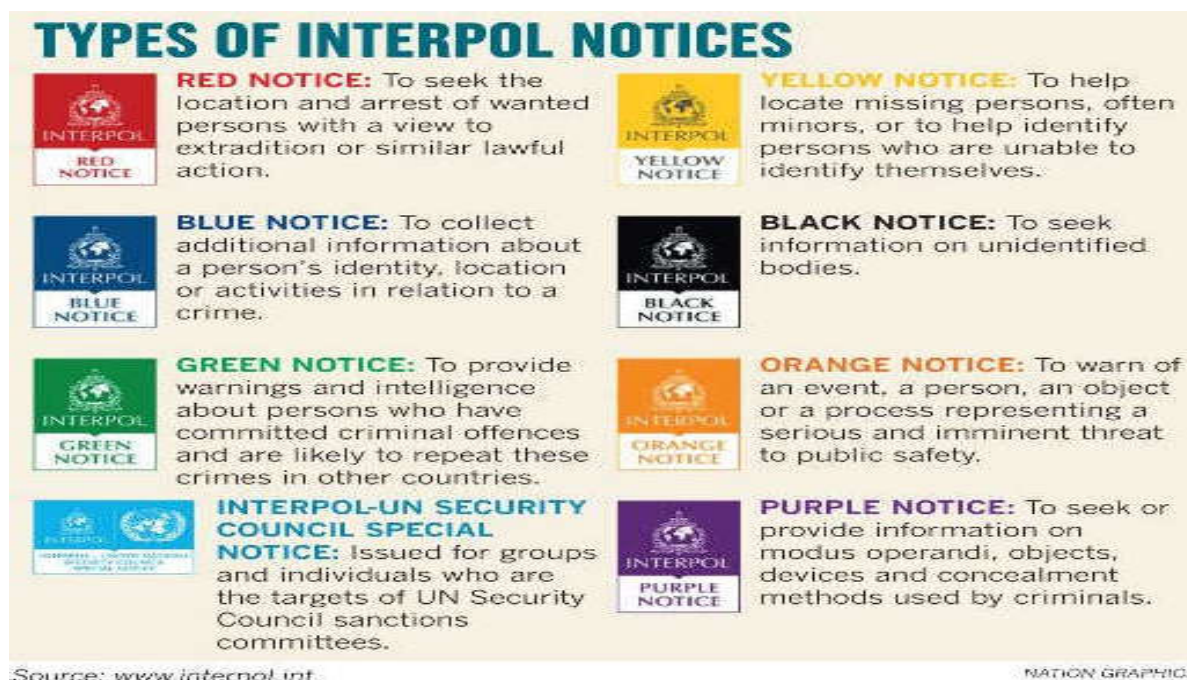 TYPES OF INTERPOL NOTICES
INTERPOL
RED
NOTICE
RED NOTICE: To seek the
location and arrest of wanted
persons with a view to
extradition or similar lawful
action.
INTERPOL
YELLOW
NOTICE
YELLOW NOTICE: To help
locate missing persons, often
minors, or to help identify
persons who are unable to
identify themselves.
INTERPOL
BLUE
NOTICE
BLUE NOTICE: To collect
additional information about
a person's identity, location
or activities in relation to a
crime.
INTERPOL
BLACK
NOTICE
BLACK NOTICE: To seek
information on unidentified
bodies.
INTERPOL
GREEN
NOTICE
GREEN NOTICE: To provide
warnings and intelligence
about persons who have
committed criminal offences
and are likely to repeat these
crimes in other countries.
INTERPOL
ORANGE
NOTICE
ORANGE NOTICE: To warn of
an event, a person, an object
or a process representing a
serious and imminent threat
to public safety.
INTERPOL
INTERPOL-UN SECURITY
COUNCIL SPECIAL
NOTICE: Issued for groups
and individuals who are
the targets of UN Security
Council sanctions
committees.
INTERPOL
PURPLE
NOTICE
PURPLE NOTICE: To seek or
provide information on
modus operandi, objects,
devices and concealment
methods used by criminals.
Source: www.interpol.int
NATION GRAPHIC